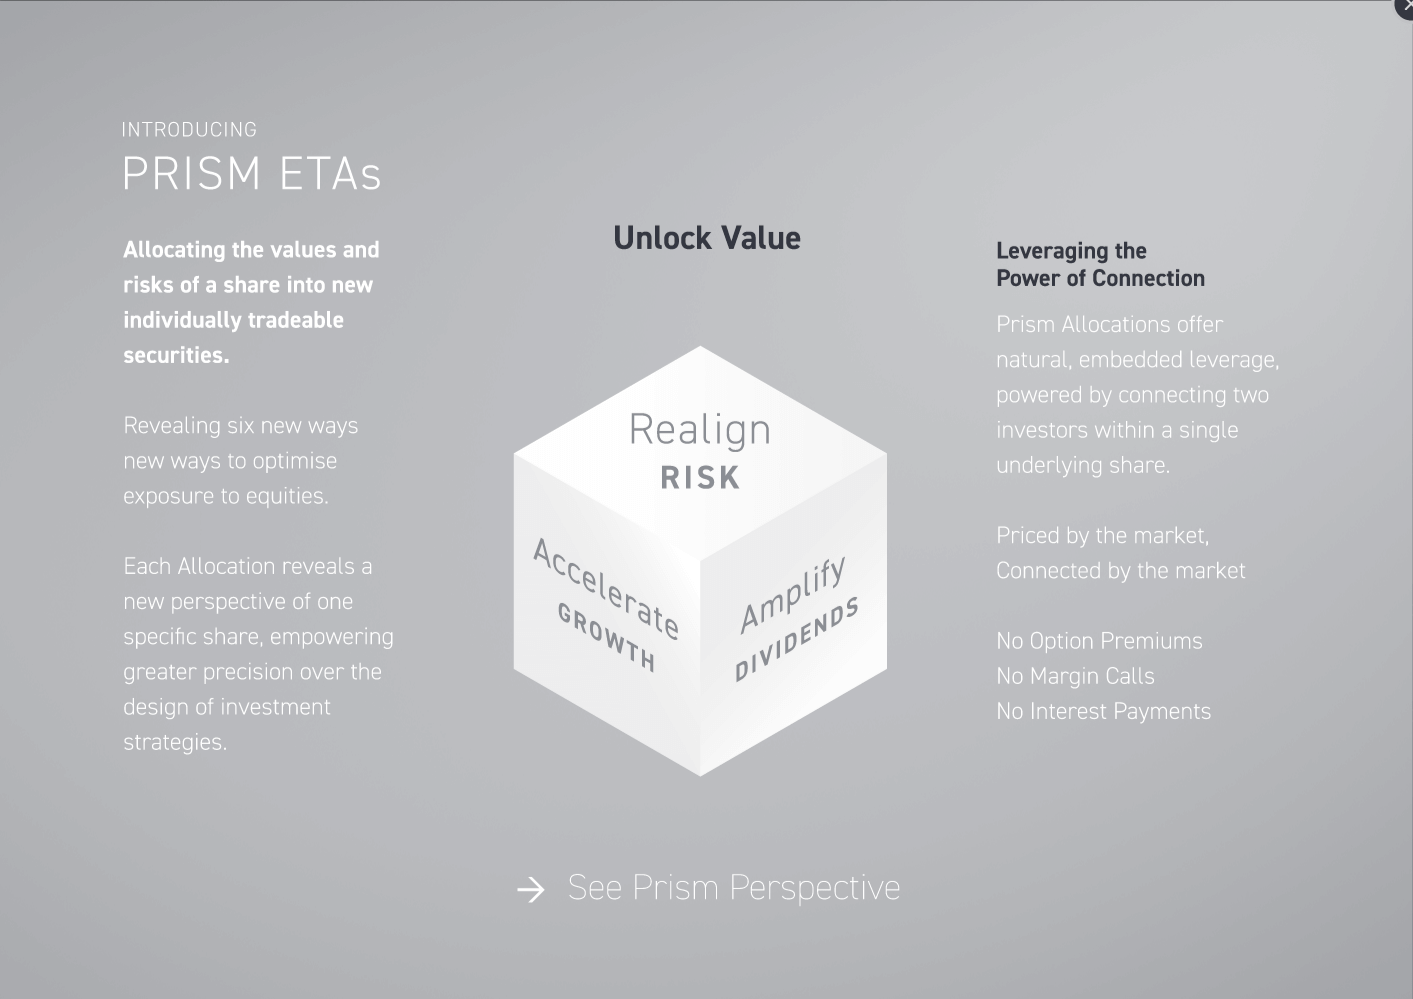 INTRODUCING
PRISM ETAs
Allocating the values and
risks of a share into new
individually tradeable
securities.
Revealing six new ways
new ways to optimise
exposure to equities.
Each Allocation reveals a
new perspective of one
specific share, empowering
greater precision over the
design of investment
strategies.
Unlock Value
Realign
RISK
Accelerate
GROWTH
Amplify
DIVIDENDS
Leveraging the
Power of Connection
Prism Allocations offer
natural, embedded leverage,
powered by connecting two
investors within a single
underlying share.
Priced by the market,
Connected by the market
No Option Premiums
No Margin Calls
No Interest Payments
See Prism Perspective